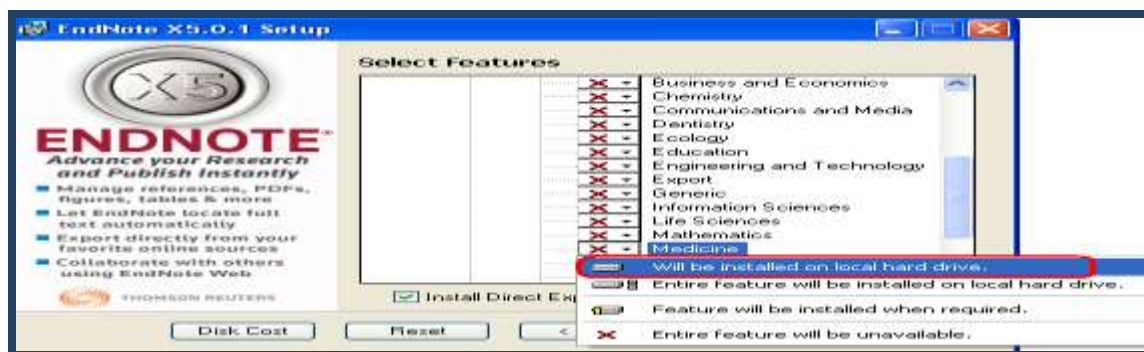 EndNote X5.0.1 Setup
X5
ENDNOTE®
Advance your Research
and Publish Instantly
Manage references, PDFs,
figures, tables & more
Let EndNote locate full
text automatically
Export directly from your
favorite online sources
Collaborate with others
using EndNote Web
THOMSON REUTERS
Select Features
Business and Economics
Chemistry
Communications and Media
Dentistry
Ecology
Education
Engineering and Technology
Export
Generic
Information Sciences
Life Sciences
Mathematics
Medicine
Will be installed on local hard drive.
Entire feature will be installed on local hard drive.
Feature will be installed when required.
Entire feature will be unavailable.
Install Direct Exp
Disk Cost
Reset
<